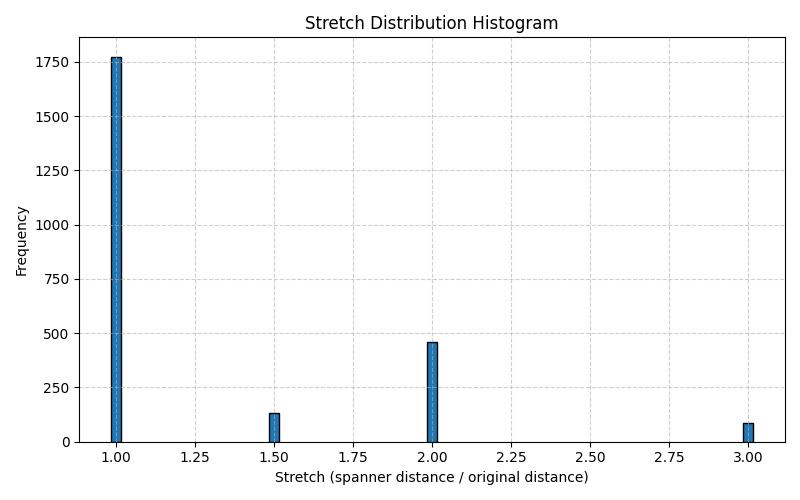 Stretch Distribution Histogram
Frequency
1750
1500
1250
1000
750
500
250
0
1.00 1.25 1.50 1.75 2.00 2.25 2.50 2.75 3.00
Stretch (spanner distance / original distance)